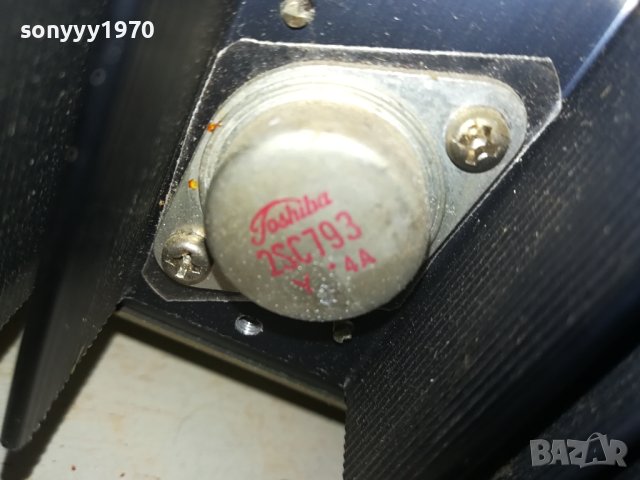 sonyyy1970
Toshiba
2SC793
Y • 4A
BAZAR